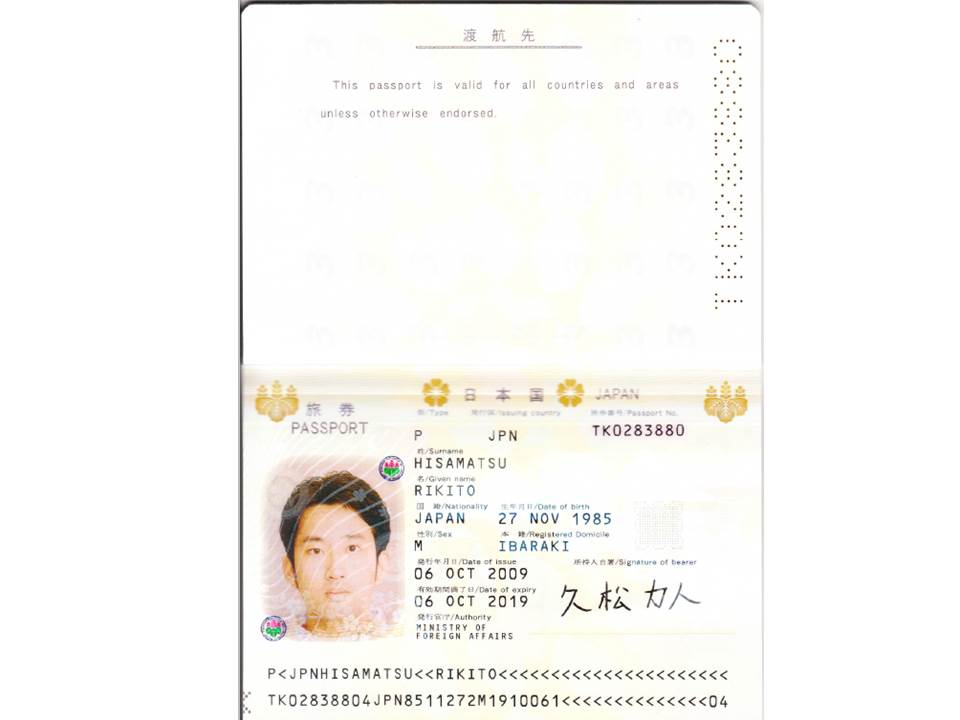 渡航先
This passport is valid for all countries and areas
unless otherwise endorsed.
TK0283880
日本国 JAPAN
旅券
PASSPORT
型/Type 発行国/Issuing country 旅券番号/Passport No.
P JPN TK0283880
姓/Surname
HISAMATSU
名/Given name
RIKITO
国籍/Nationality 生年月日/Date of birth
JAPAN 27 NOV 1985
性別/Sex 本籍/Registered Domicile
M IBARAKI
発行年月日/Date of issue 所持人自署/Signature of bearer
06 OCT 2009
有効期間満了日/Date of expiry
06 OCT 2019
久松力人
発行官庁/Authority
MINISTRY OF
FOREIGN AFFAIRS
P<JPNHISAMATSU<<RIKITO<<<<<<<<<<<<<<<<<<<<<<
TK02838804JPN8511272M1910061<<<<<<<<<<<<<<04